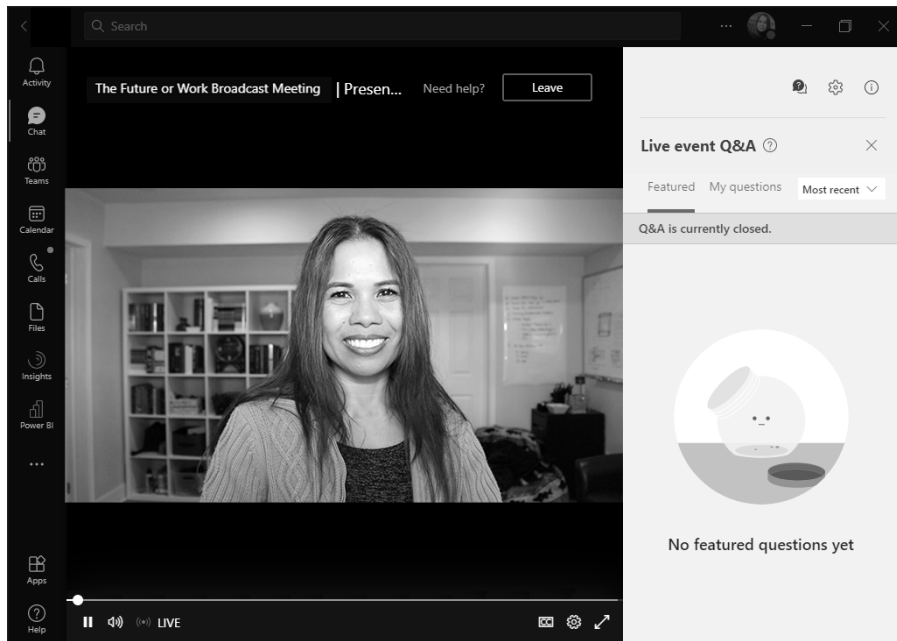 Search
...
Activity
Chat
Teams
Calendar
Calls
Files
Insights
Power BI
...
Apps
Help
The Future or Work Broadcast Meeting | Presen...
Need help?
Leave
LIVE
CC
Live event Q&A
Featured
My questions
Most recent
Q&A is currently closed.
No featured questions yet